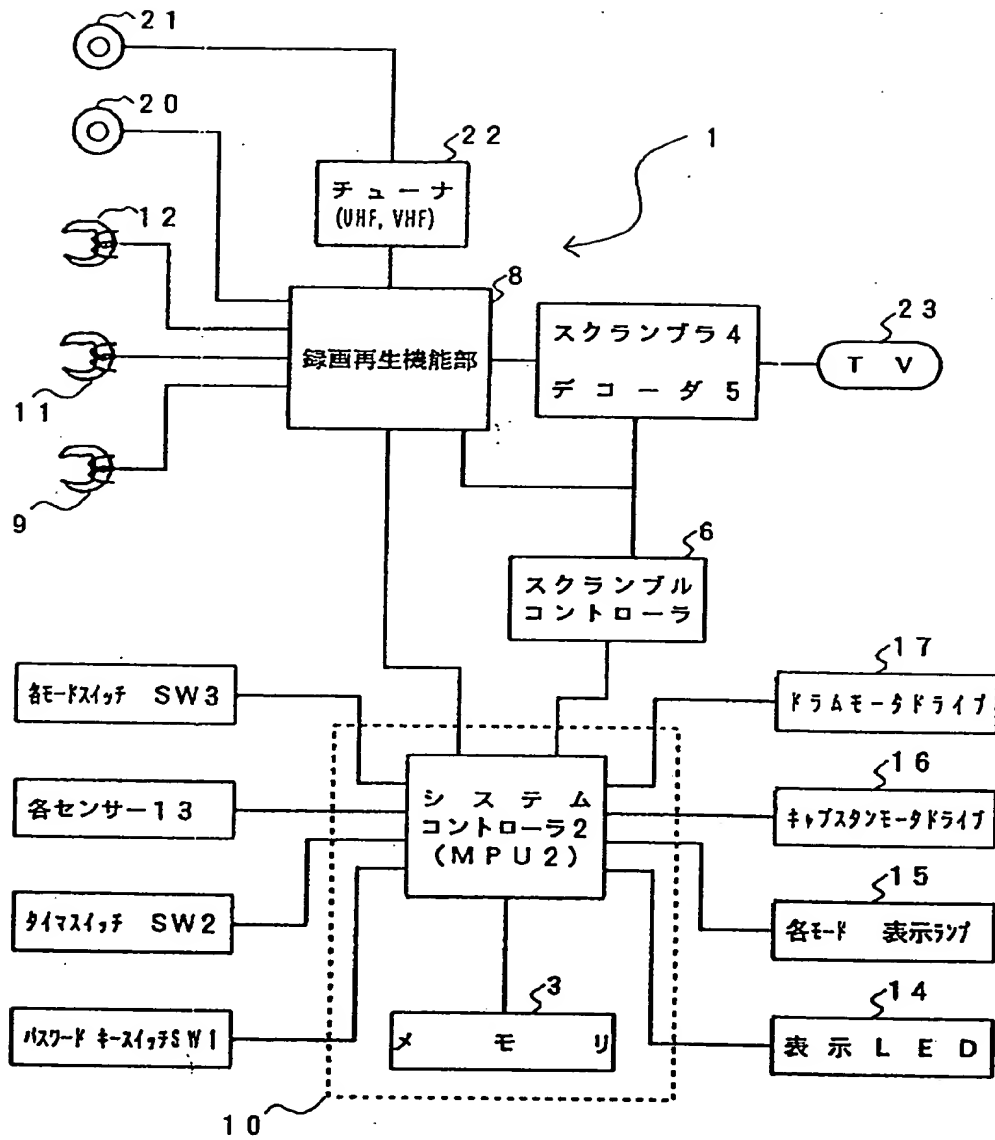 21
20
22
チューナ
(UHF, VHF)
1
12
8
スクランブラ4
デコーダ5
23
TV
録画再生機能部
11
9
6
スクランブル
コントローラ
各モードスイッチ SW3
17
ドラムモータドライブ
各センサー13
システム
コントローラ2
(MPU2)
16
キャプスタンモータドライブ
タイマスイッチ SW2
15
各モード 表示ランプ
パスワード キースイッチSW1
3
メモリ
14
表示LED
10